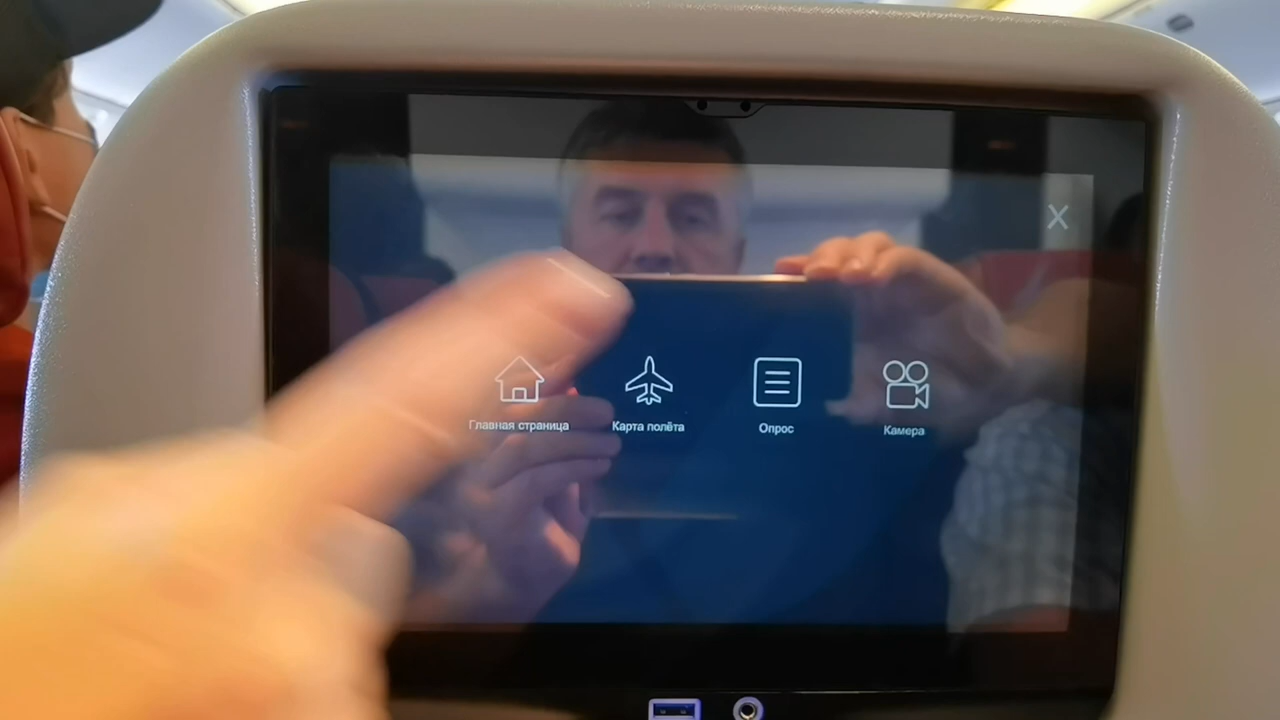 Главная страница
Карта полёта
Опрос
Камера